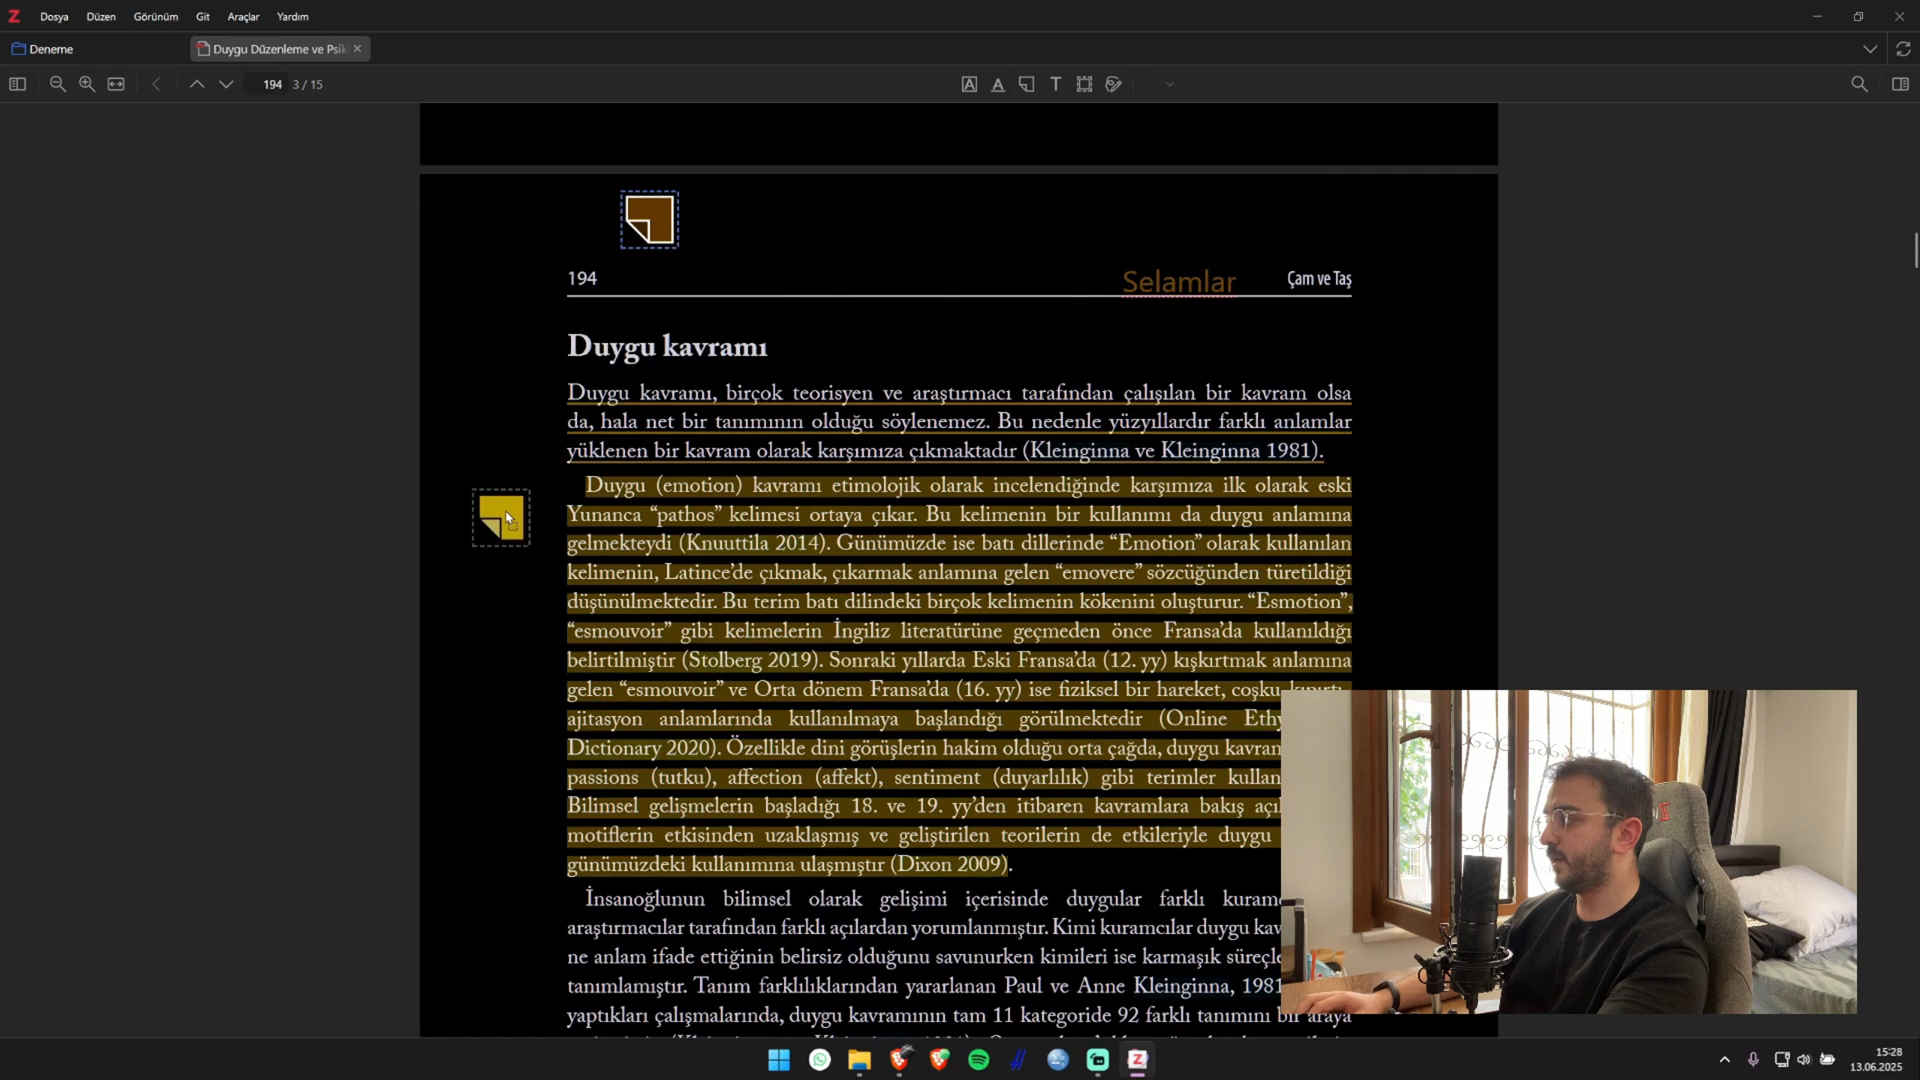 Dosya Düzen Görünüm Git Araçlar Yardım
Deneme
Duygu Düzenleme ve Psik
194 3 / 15
194 Selamlar Çam ve Taş
Duygu kavramı
Duygu kavramı, birçok teorisyen ve araştırmacı tarafından çalışılan bir kavram olsa
da, hala net bir tanımının olduğu söylenemez. Bu nedenle yüzyıllardır farklı anlamlar
yüklenen bir kavram olarak karşımıza çıkmaktadır (Kleinginna ve Kleinginna 1981).
Duygu (emotion) kavramı etimolojik olarak incelendiğinde karşımıza ilk olarak eski
Yunanca “pathos” kelimesi ortaya çıkar. Bu kelimenin bir kullanımı da duygu anlamına
gelmekteydi (Knuuttila 2014). Günümüzde ise batı dillerinde “Emotion” olarak kullanılan
kelimenin, Latince’de çıkmak, çıkarmak anlamına gelen “emovere” sözcüğünden türetildiği
düşünülmektedir. Bu terim batı dilindeki birçok kelimenin kökenini oluşturur. “Esmotion”,
“esmouvoir” gibi kelimelerin İngiliz literatürüne geçmeden önce Fransa’da kullanıldığı
belirtilmiştir (Stolberg 2019). Sonraki yıllarda Eski Fransa’da (12. yy) kışkırtmak anlamına
gelen “esmouvoir” ve Orta dönem Fransa’da (16. yy) ise fiziksel bir hareket, coşku
ajitasyon anlamlarında kullanılmaya başlandığı görülmektedir (Online Ethy
Dictionary 2020). Özellikle dini görüşlerin hakim olduğu orta çağda, duygu kavram
passions (tutku), affection (affekt), sentiment (duyarlılık) gibi terimler kullan
Bilimsel gelişmelerin başladığı 18. ve 19. yy’den itibaren kavramlara bakış açı
motiflerin etkisinden uzaklaşmış ve geliştirilen teorilerin de etkileriyle duygu
günümüzdeki kullanımına ulaşmıştır (Dixon 2009).
İnsanoğlunun bilimsel olarak gelişimi içerisinde duygular farklı kuram
araştırmacılar tarafından farklı açılardan yorumlanmıştır. Kimi kuramcılar duygu kav
ne anlam ifade ettiğinin belirsiz olduğunu savunurken kimileri ise karmaşık süreçle
tanımlamıştır. Tanım farklılıklarından yararlanan Paul ve Anne Kleinginna, 1981
yaptıkları çalışmalarında, duygu kavramının tam 11 kategoride 92 farklı tanımını bir araya
15:28
13.06.2025